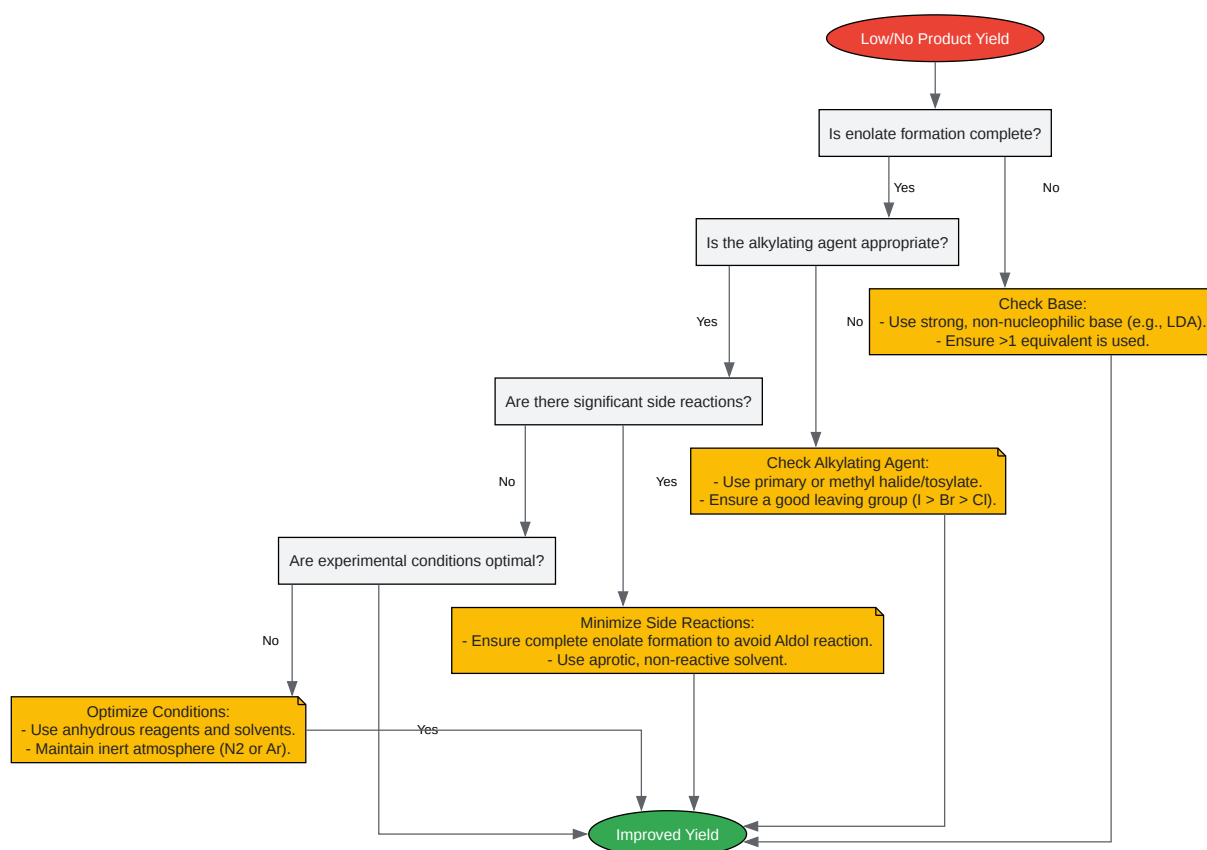 Low/No Product Yield
Is enolate formation complete?
Yes
No
Is the alkylating agent appropriate?
Check Base:
- Use strong, non-nucleophilic base (e.g., LDA).
- Ensure >1 equivalent is used.
Yes
No
Are there significant side reactions?
Check Alkylating Agent:
- Use primary or methyl halide/tosylate.
- Ensure a good leaving group (I > Br > Cl).
No
Yes
Are experimental conditions optimal?
Minimize Side Reactions:
- Ensure complete enolate formation to avoid Aldol reaction.
- Use aprotic, non-reactive solvent.
No
Optimize Conditions:
- Use anhydrous reagents and solvents.
- Maintain inert atmosphere (N2 or Ar).
Yes
Improved Yield